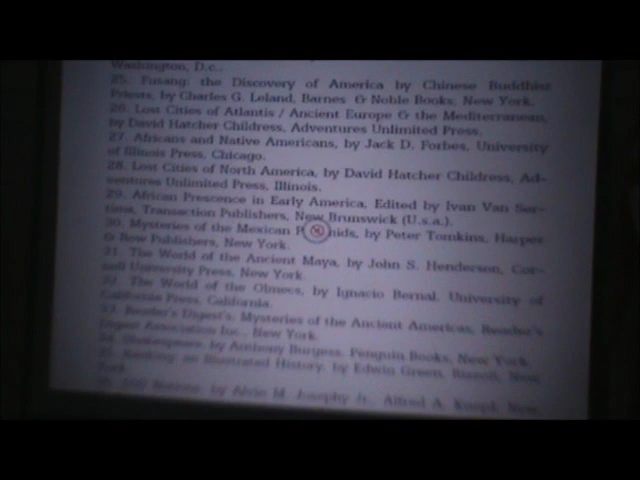 Washington, D.c..
25. Fusang: the Discovery of America by Chinese Buddhist
Priests, by Charles G. Leland, Barnes & Noble Books, New York.
26. Lost Cities of Atlantis / Ancient Europe & the Mediterranean,
by David Hatcher Childress, Adventures Unlimited Press.
27. Africans and Native Americans, by Jack D. Forbes, University
of Illinois Press, Chicago.
28. Lost Cities of North America, by David Hatcher Childress, Ad-
ventures Unlimited Press, Illinois.
29. African Prescence in Early America, Edited by Ivan Van Ser-
tima, Transaction Publishers, New Brunswick (U.s.a.).
30. Mysteries of the Mexican P nids, by Peter Tomkins, Harper
& Row Publishers, New York.
31. The World of the Ancient Maya, by John S. Henderson, Cor-
nell University Press, New York.
32. The World of the Olmecs, by Ignacio Bernal, University of
California Press, California.
33. Reader's Digest's, Mysteries of the Ancient Americas, Reader's
Digest Association Inc., New York.
34. Shakespeare, by Anthony Burgess, Penguin Books, New York.
an Illustrated History, by Edwin Green, Rizzoli, New
York.
by Alvin M. Josephy Jr., Alfred A. Knopf, New